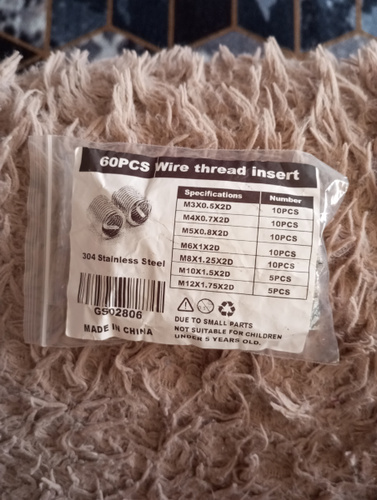 60PCS Wire thread insert
Specifications Number
M3X0.5X2D 10PCS
M4X0.7X2D 10PCS
M5X0.8X2D 10PCS
M6X1X2D 10PCS
M8X1.25X2D 10PCS
M10X1.5X2D 5PCS
M12X1.75X2D 5PCS
304 Stainless Steel
GS02806
MADE IN CHINA
DUE TO SMALL PARTS
NOT SUITABLE FOR CHILDREN
UNDER 5 YEARS OLD.